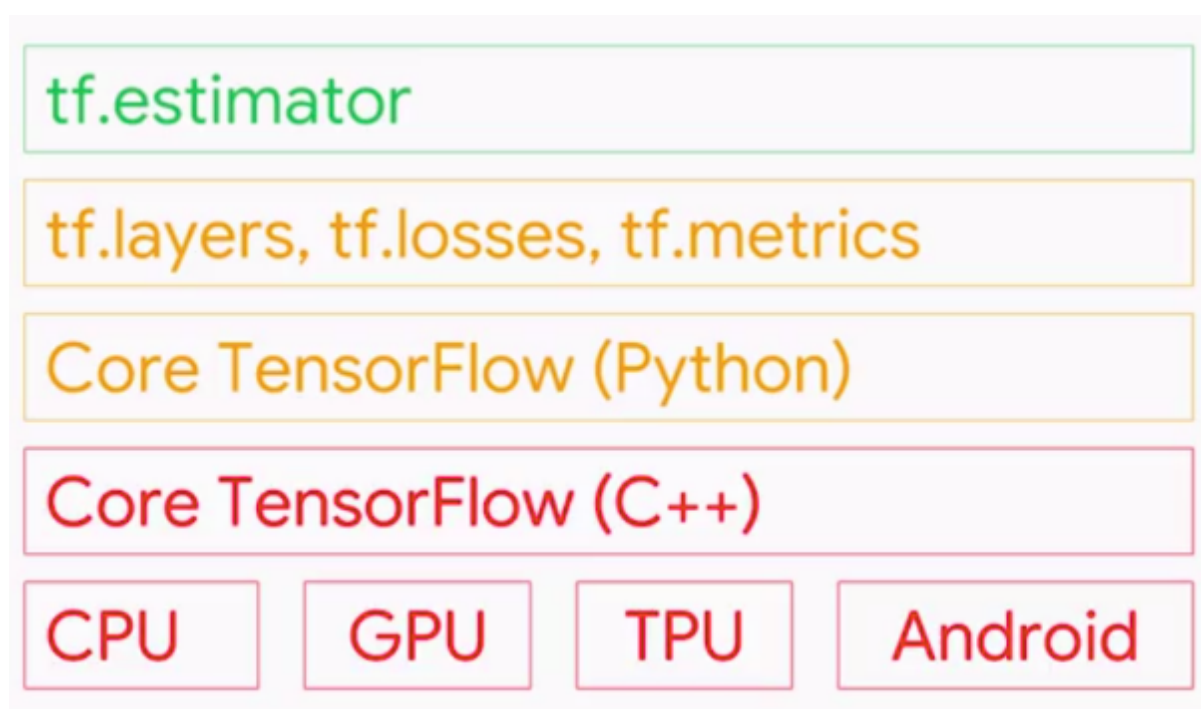 tf.estimator
tf.layers, tf.losses, tf.metrics
Core TensorFlow (Python)
Core TensorFlow (C++)
CPU GPU TPU Android